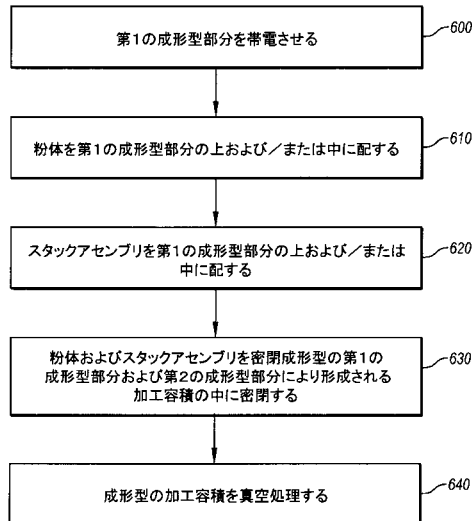 第1の成形型部分を帯電させる
600
粉体を第1の成形型部分の上および／または中に配する
610
スタックアセンブリを第1の成形型部分の上および／または
中に配する
620
粉体およびスタックアセンブリを密閉成形型の第1の
成形型部分および第2の成形型部分により形成される
加工容積の中に密閉する
630
成形型の加工容積を真空処理する
640